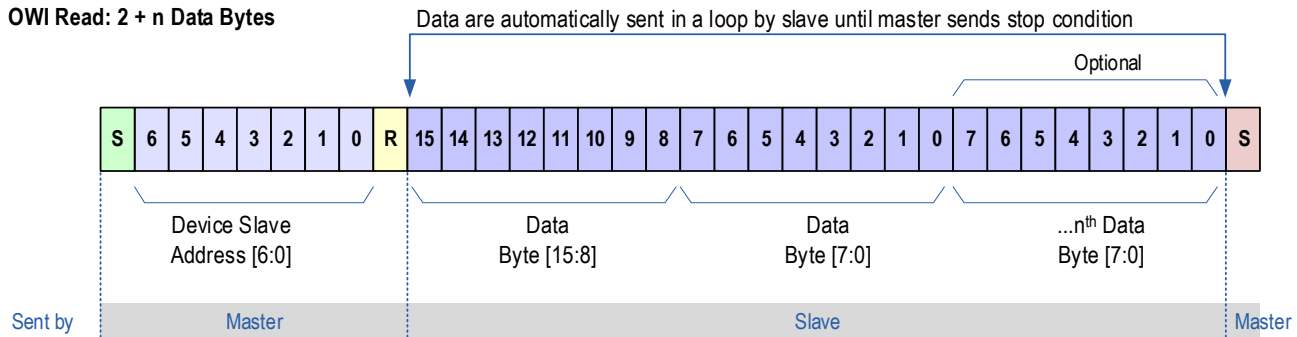 OWI Read: 2 + n Data Bytes
Data are automatically sent in a loop by slave until master sends stop condition
Optional
S 6 5 4 3 2 1 0 R 15 14 13 12 11 10 9 8 7 6 5 4 3 2 1 0 7 6 5 4 3 2 1 0 S
Device Slave
Address [6:0]
Data
Byte [15:8]
Data
Byte [7:0]
...nth Data
Byte [7:0]
Sent by Master Slave Master